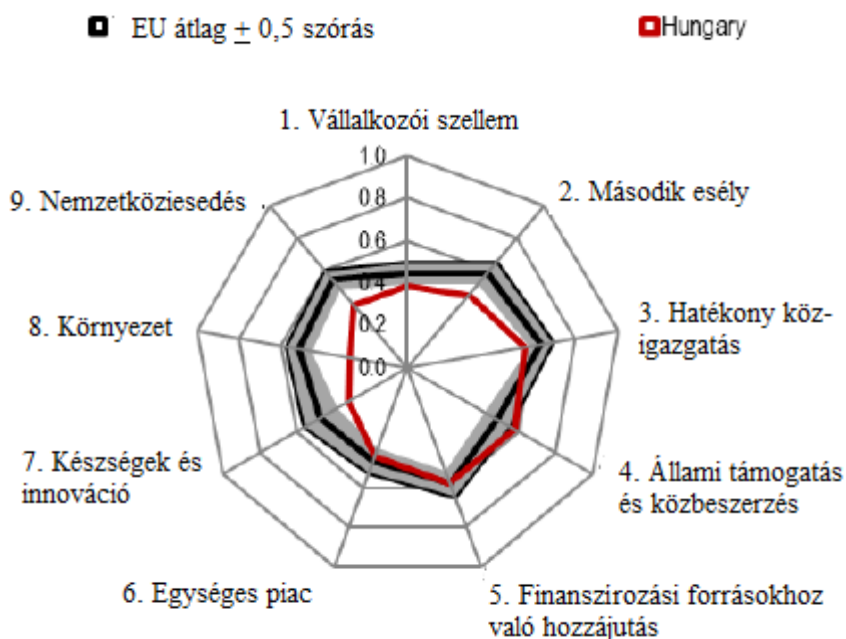 EU átlag ± 0,5 szórás
Hungary
1. Vállalkozói szellem
1.0
0.8
0.6
0.4
0.2
0.0
2. Második esély
3. Hatékony köz-
igazgatás
4. Állami támogatás
és közbeszerzés
5. Finanszirozási forrásokhoz
való hozzájutás
6. Egységes piac
7. Készségek és
innováció
8. Környezet
9. Nemzetköziesedés